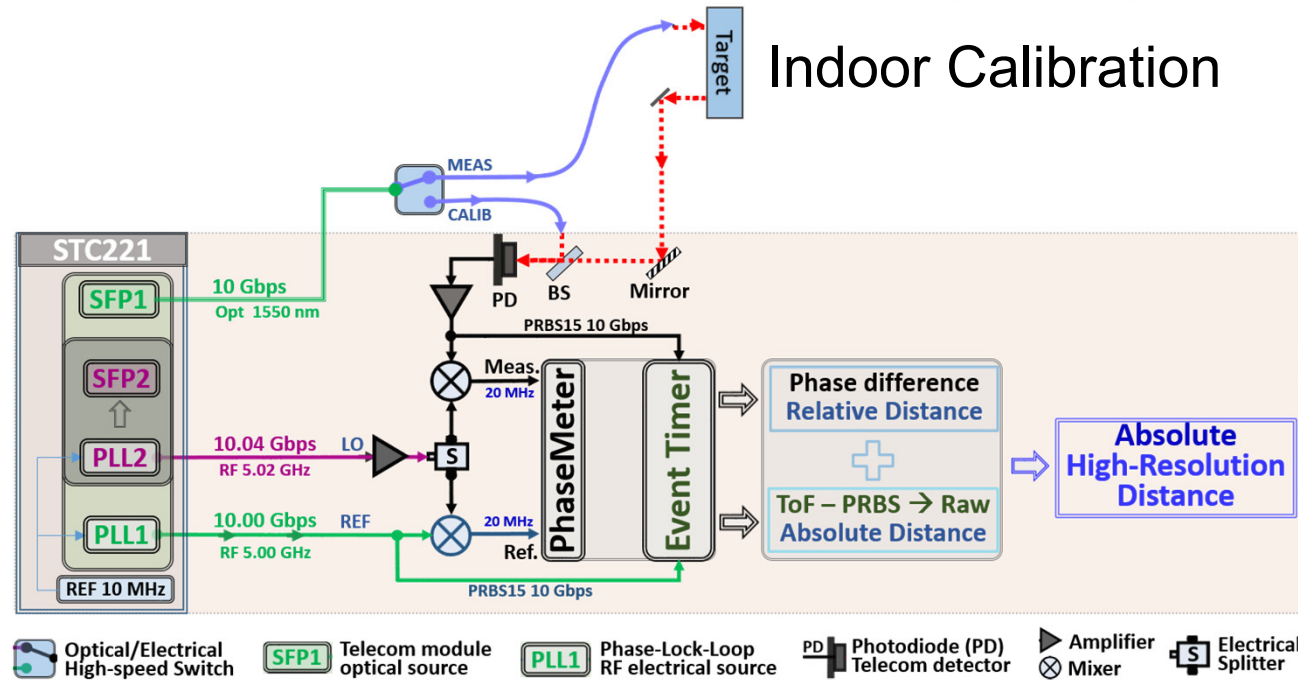 Indoor Calibration
Target
MEAS
CALIB
STC221
SFP1
10 Gbps
Opt 1550 nm
PD
BS
Mirror
PRBS15 10 Gbps
SFP2
Meas.
20 MHz
PhaseMeter
Event Timer
Phase difference
Relative Distance
PLL2
10.04 Gbps
LO
RF 5.02 GHz
S
Absolute
High-Resolution
Distance
ToF – PRBS → Raw
Absolute Distance
PLL1
10.00 Gbps
REF
RF 5.00 GHz
20 MHz
Ref.
REF 10 MHz
PRBS15 10 Gbps
Optical/Electrical
High-speed Switch
SFP1
Telecom module
optical source
PLL1
Phase-Lock-Loop
RF electrical source
PD
Photodiode (PD)
Telecom detector
Amplifier
Mixer
S
Electrical
Splitter